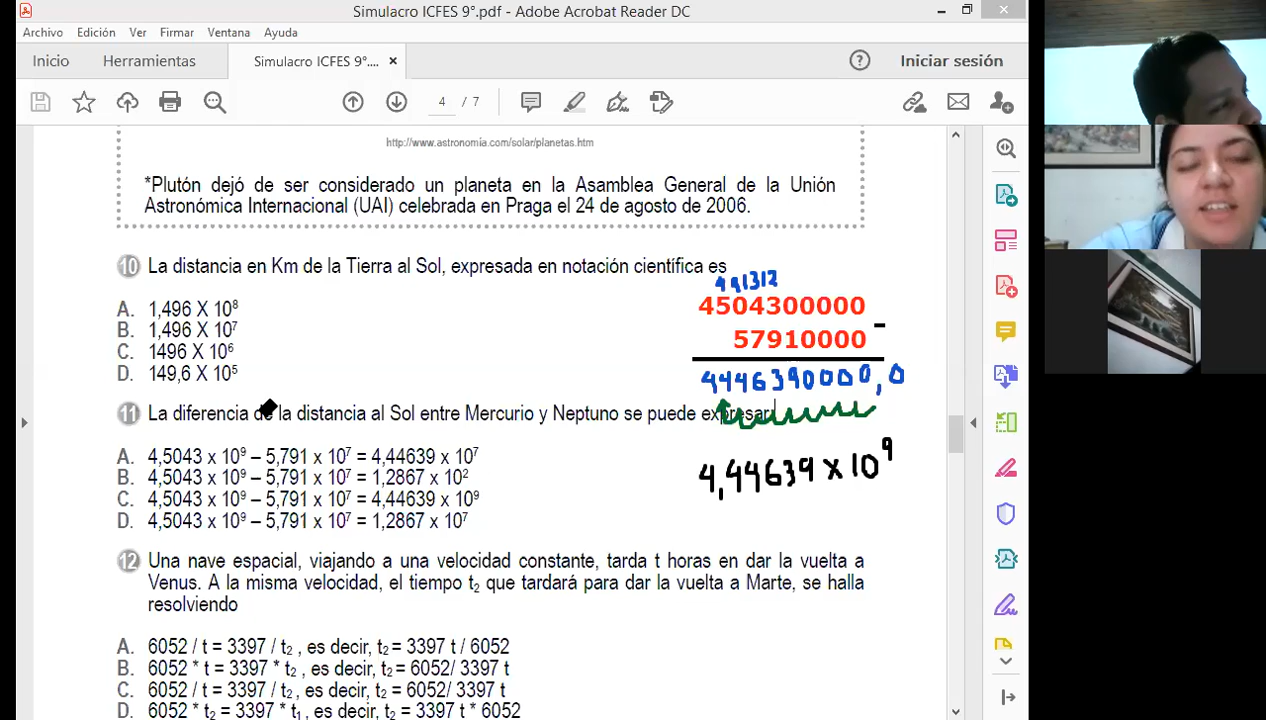 Simulacro ICFES 9°.pdf - Adobe Acrobat Reader DC
Archivo Edición Ver Firmar Ventana Ayuda
Inicio Herramientas Simulacro ICFES 9°.... × Iniciar sesión
4 / 7
http://www.astronomia.com/solar/planetas.htm
*Plutón dejó de ser considerado un planeta en la Asamblea General de la Unión
Astronómica Internacional (UAI) celebrada en Praga el 24 de agosto de 2006.
10 La distancia en Km de la Tierra al Sol, expresada en notación científica es
A. 1,496 X 10⁸
B. 1,496 X 10⁷
C. 1496 X 10⁶
D. 149,6 X 10⁵
491312
4504300000
57910000
4446390000,0
11 La diferencia de la distancia al Sol entre Mercurio y Neptuno se puede expresar
A. 4,5043 x 10⁹ – 5,791 x 10⁷ = 4,44639 x 10⁷
B. 4,5043 x 10⁹ – 5,791 x 10⁷ = 1,2867 x 10²
C. 4,5043 x 10⁹ – 5,791 x 10⁷ = 4,44639 x 10⁹
D. 4,5043 x 10⁹ – 5,791 x 10⁷ = 1,2867 x 10⁷
4,44639 x 10⁹
12 Una nave espacial, viajando a una velocidad constante, tarda t horas en dar la vuelta a
Venus. A la misma velocidad, el tiempo t₂ que tardará para dar la vuelta a Marte, se halla
resolviendo
A. 6052 / t = 3397 / t₂ , es decir, t₂ = 3397 t / 6052
B. 6052 * t = 3397 * t₂ , es decir, t₂ = 6052/ 3397 t
C. 6052 / t = 3397 / t₂ , es decir, t₂ = 6052/ 3397 t
D. 6052 * t₂ = 3397 * t₁ , es decir, t₂ = 3397 t * 6052